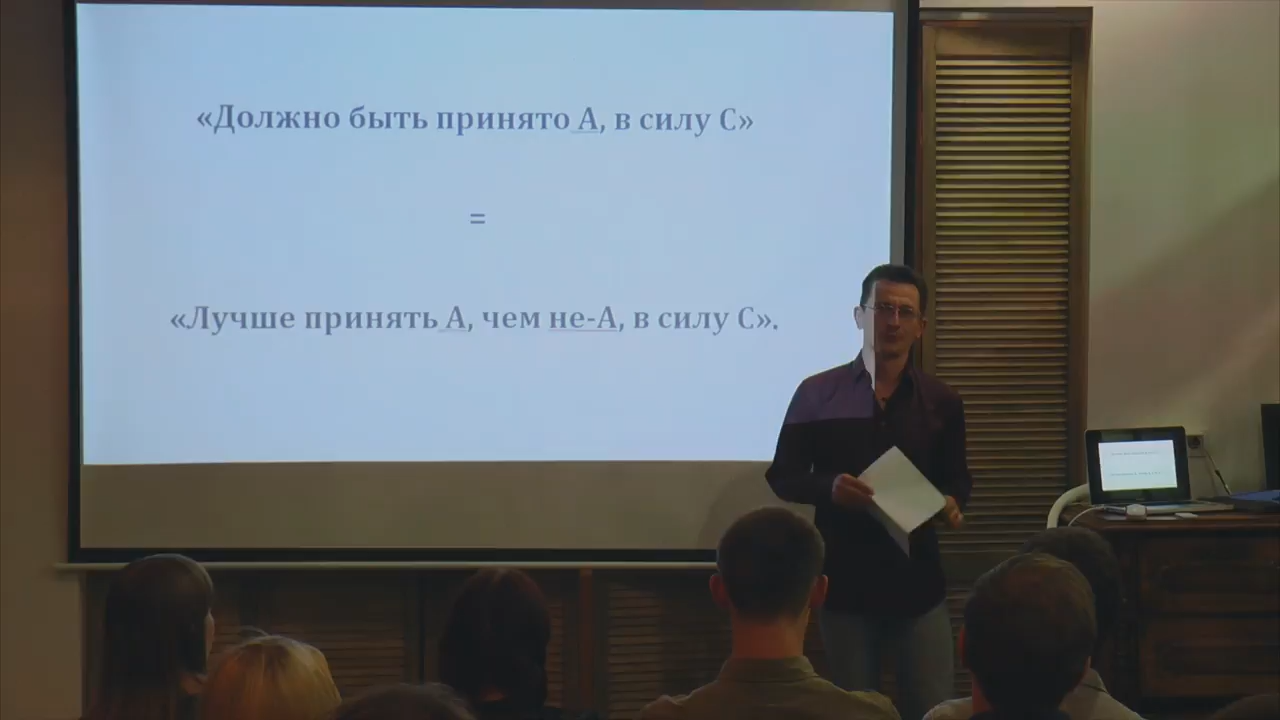 «Должно быть принято А, в силу С»
=
«Лучше принять А, чем не-А, в силу С».